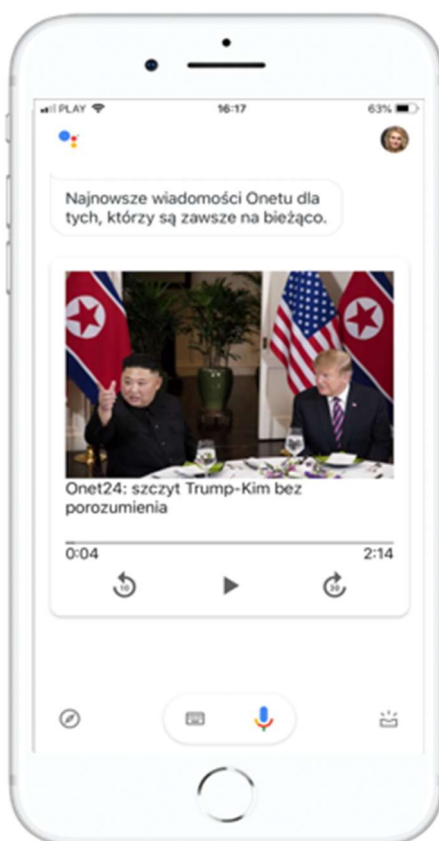 PLAY
16:17
63%
Najnowsze wiadomości Onetu dla
tych, którzy są zawsze na bieżąco.
Onet24: szczyt Trump-Kim bez
porozumienia
0:04
2:14
10
30